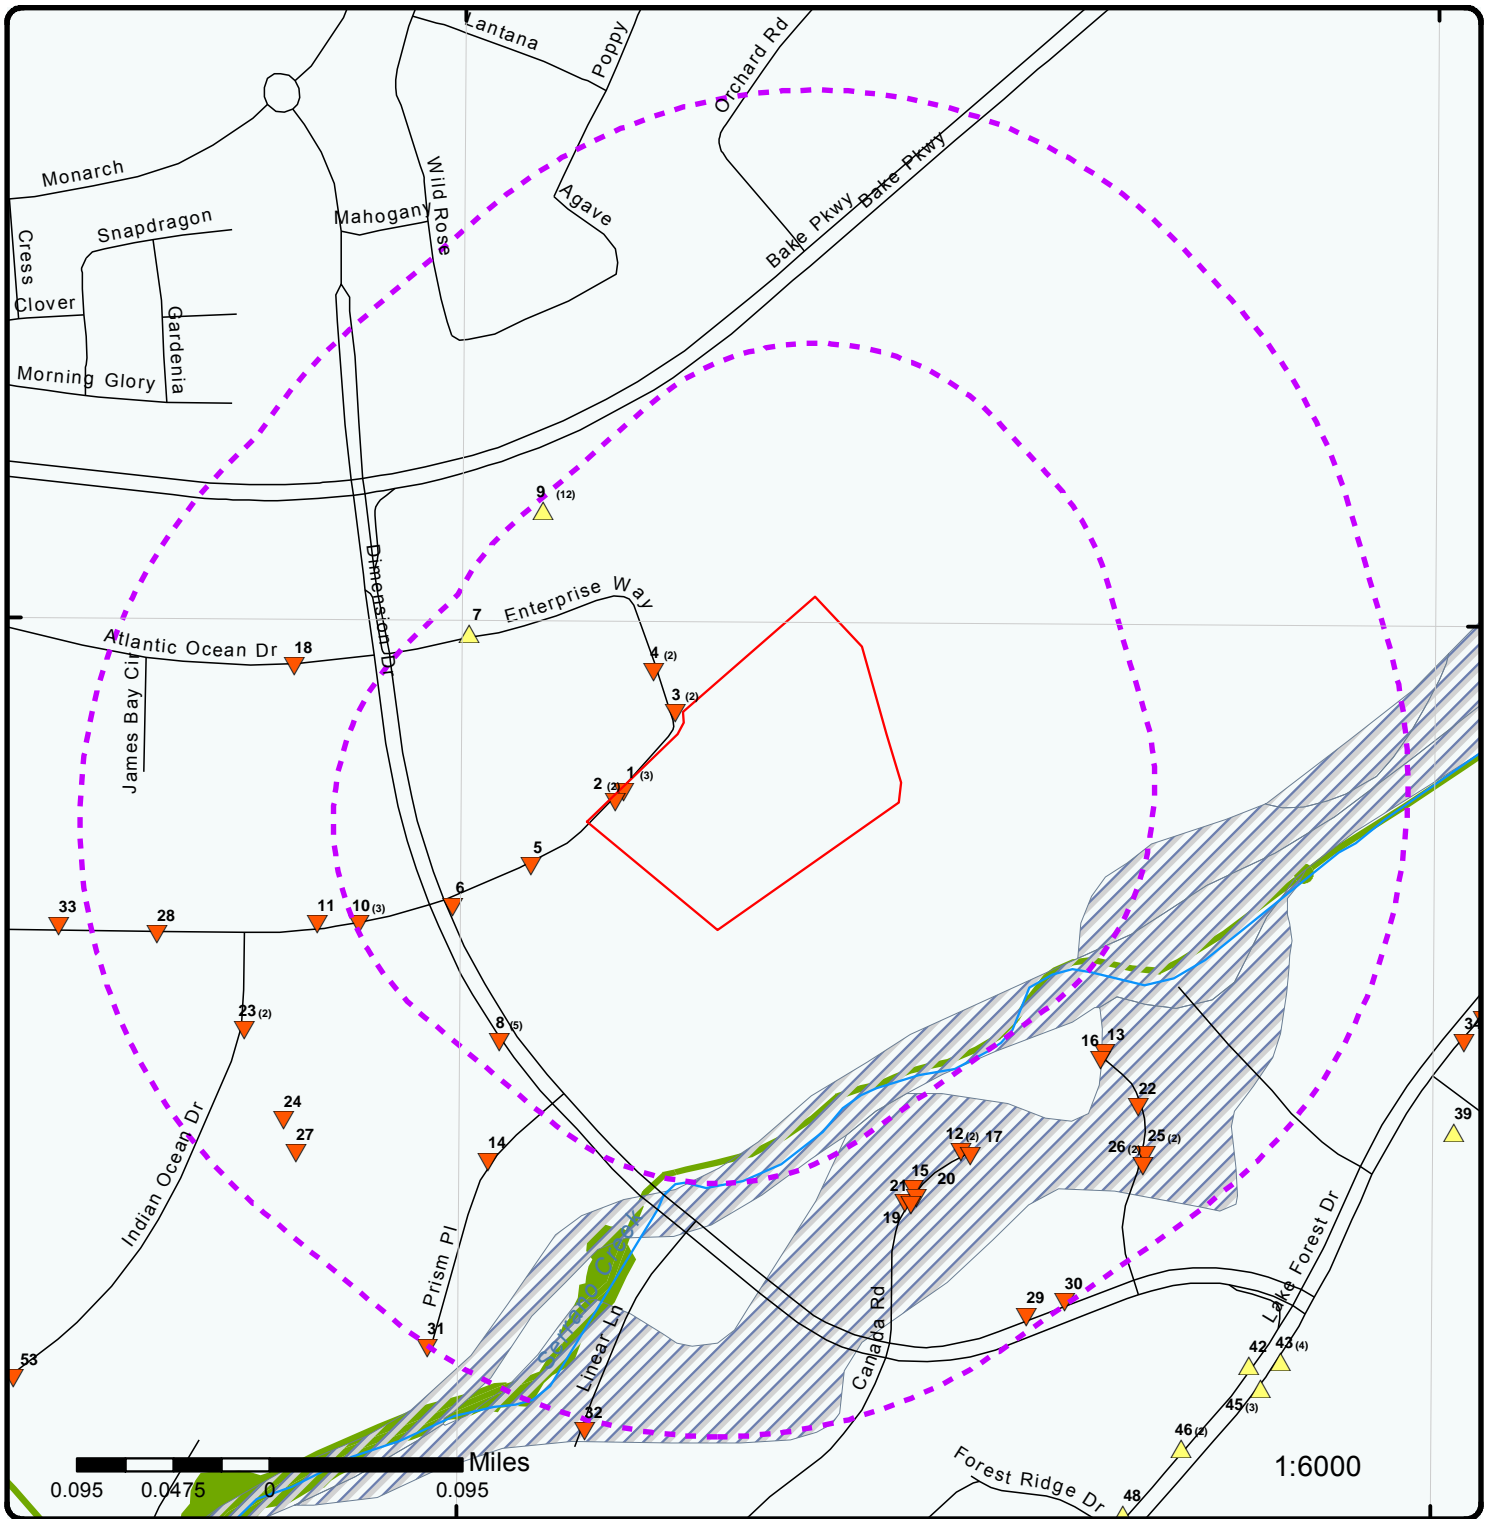 Lantana
Poppy
Orchard Rd
Bake Pkwy
Bake Pkwy
Monarch
Wild Rose
Agave
Mahogany
Snapdragon
Cress
Clover
Gardenia
Morning Glory
9 (12)
Dimension Dr
Enterprise Way
7
Atlantic Ocean Dr
18
James Bay Cir
4 (2)
3 (2)
1 (3)
2 (2)
5
6
10 (3)
11
28
33
23 (2)
8 (5)
24
27
14
Indian Ocean Dr
Prism Pl
31
53
Serrano Creek
Linear Ln
32
16
13
22
25 (2)
26 (2)
12 (2)
17
15
20
21
19
Canada Rd
29
30
34
39
Lake Forest Dr
42
43 (4)
45 (3)
46 (2)
48
Forest Ridge Dr
Miles
0.095
0.0475
0
0.095
1:6000